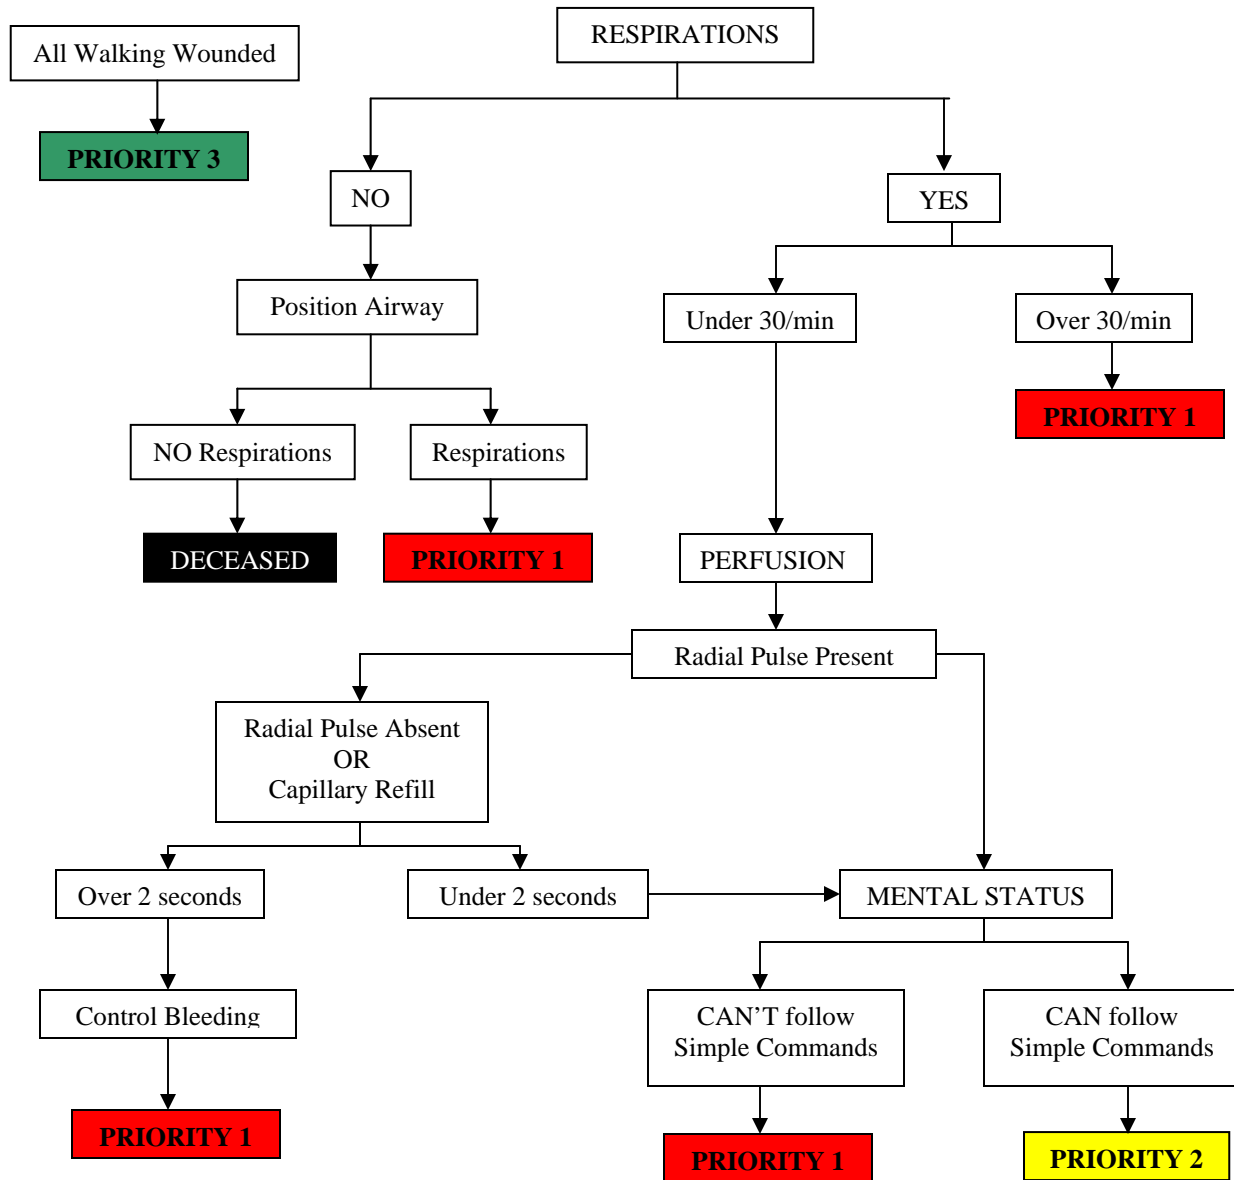 All Walking Wounded
PRIORITY 3
RESPIRATIONS
NO
YES
Position Airway
Under 30/min
Over 30/min
PRIORITY 1
NO Respirations
Respirations
DECEASED
PRIORITY 1
PERFUSION
Radial Pulse Present
Radial Pulse Absent
OR
Capillary Refill
Over 2 seconds
Under 2 seconds
MENTAL STATUS
Control Bleeding
CAN'T follow
Simple Commands
CAN follow
Simple Commands
PRIORITY 1
PRIORITY 1
PRIORITY 2